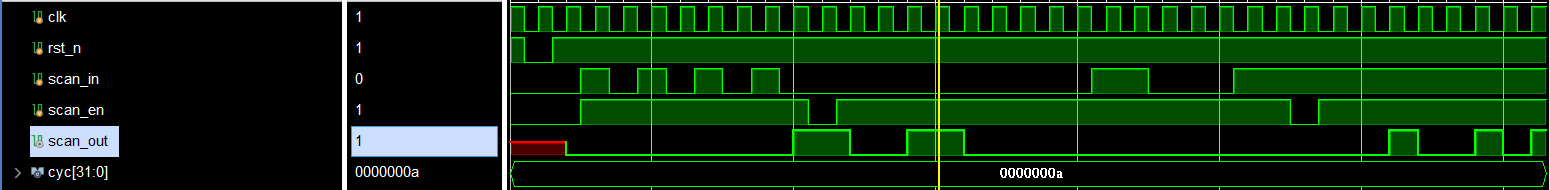 clk 1
rst_n 1
scan_in 0
scan_en 1
scan_out 1
cyc[31:0] 0000000a 0000000a